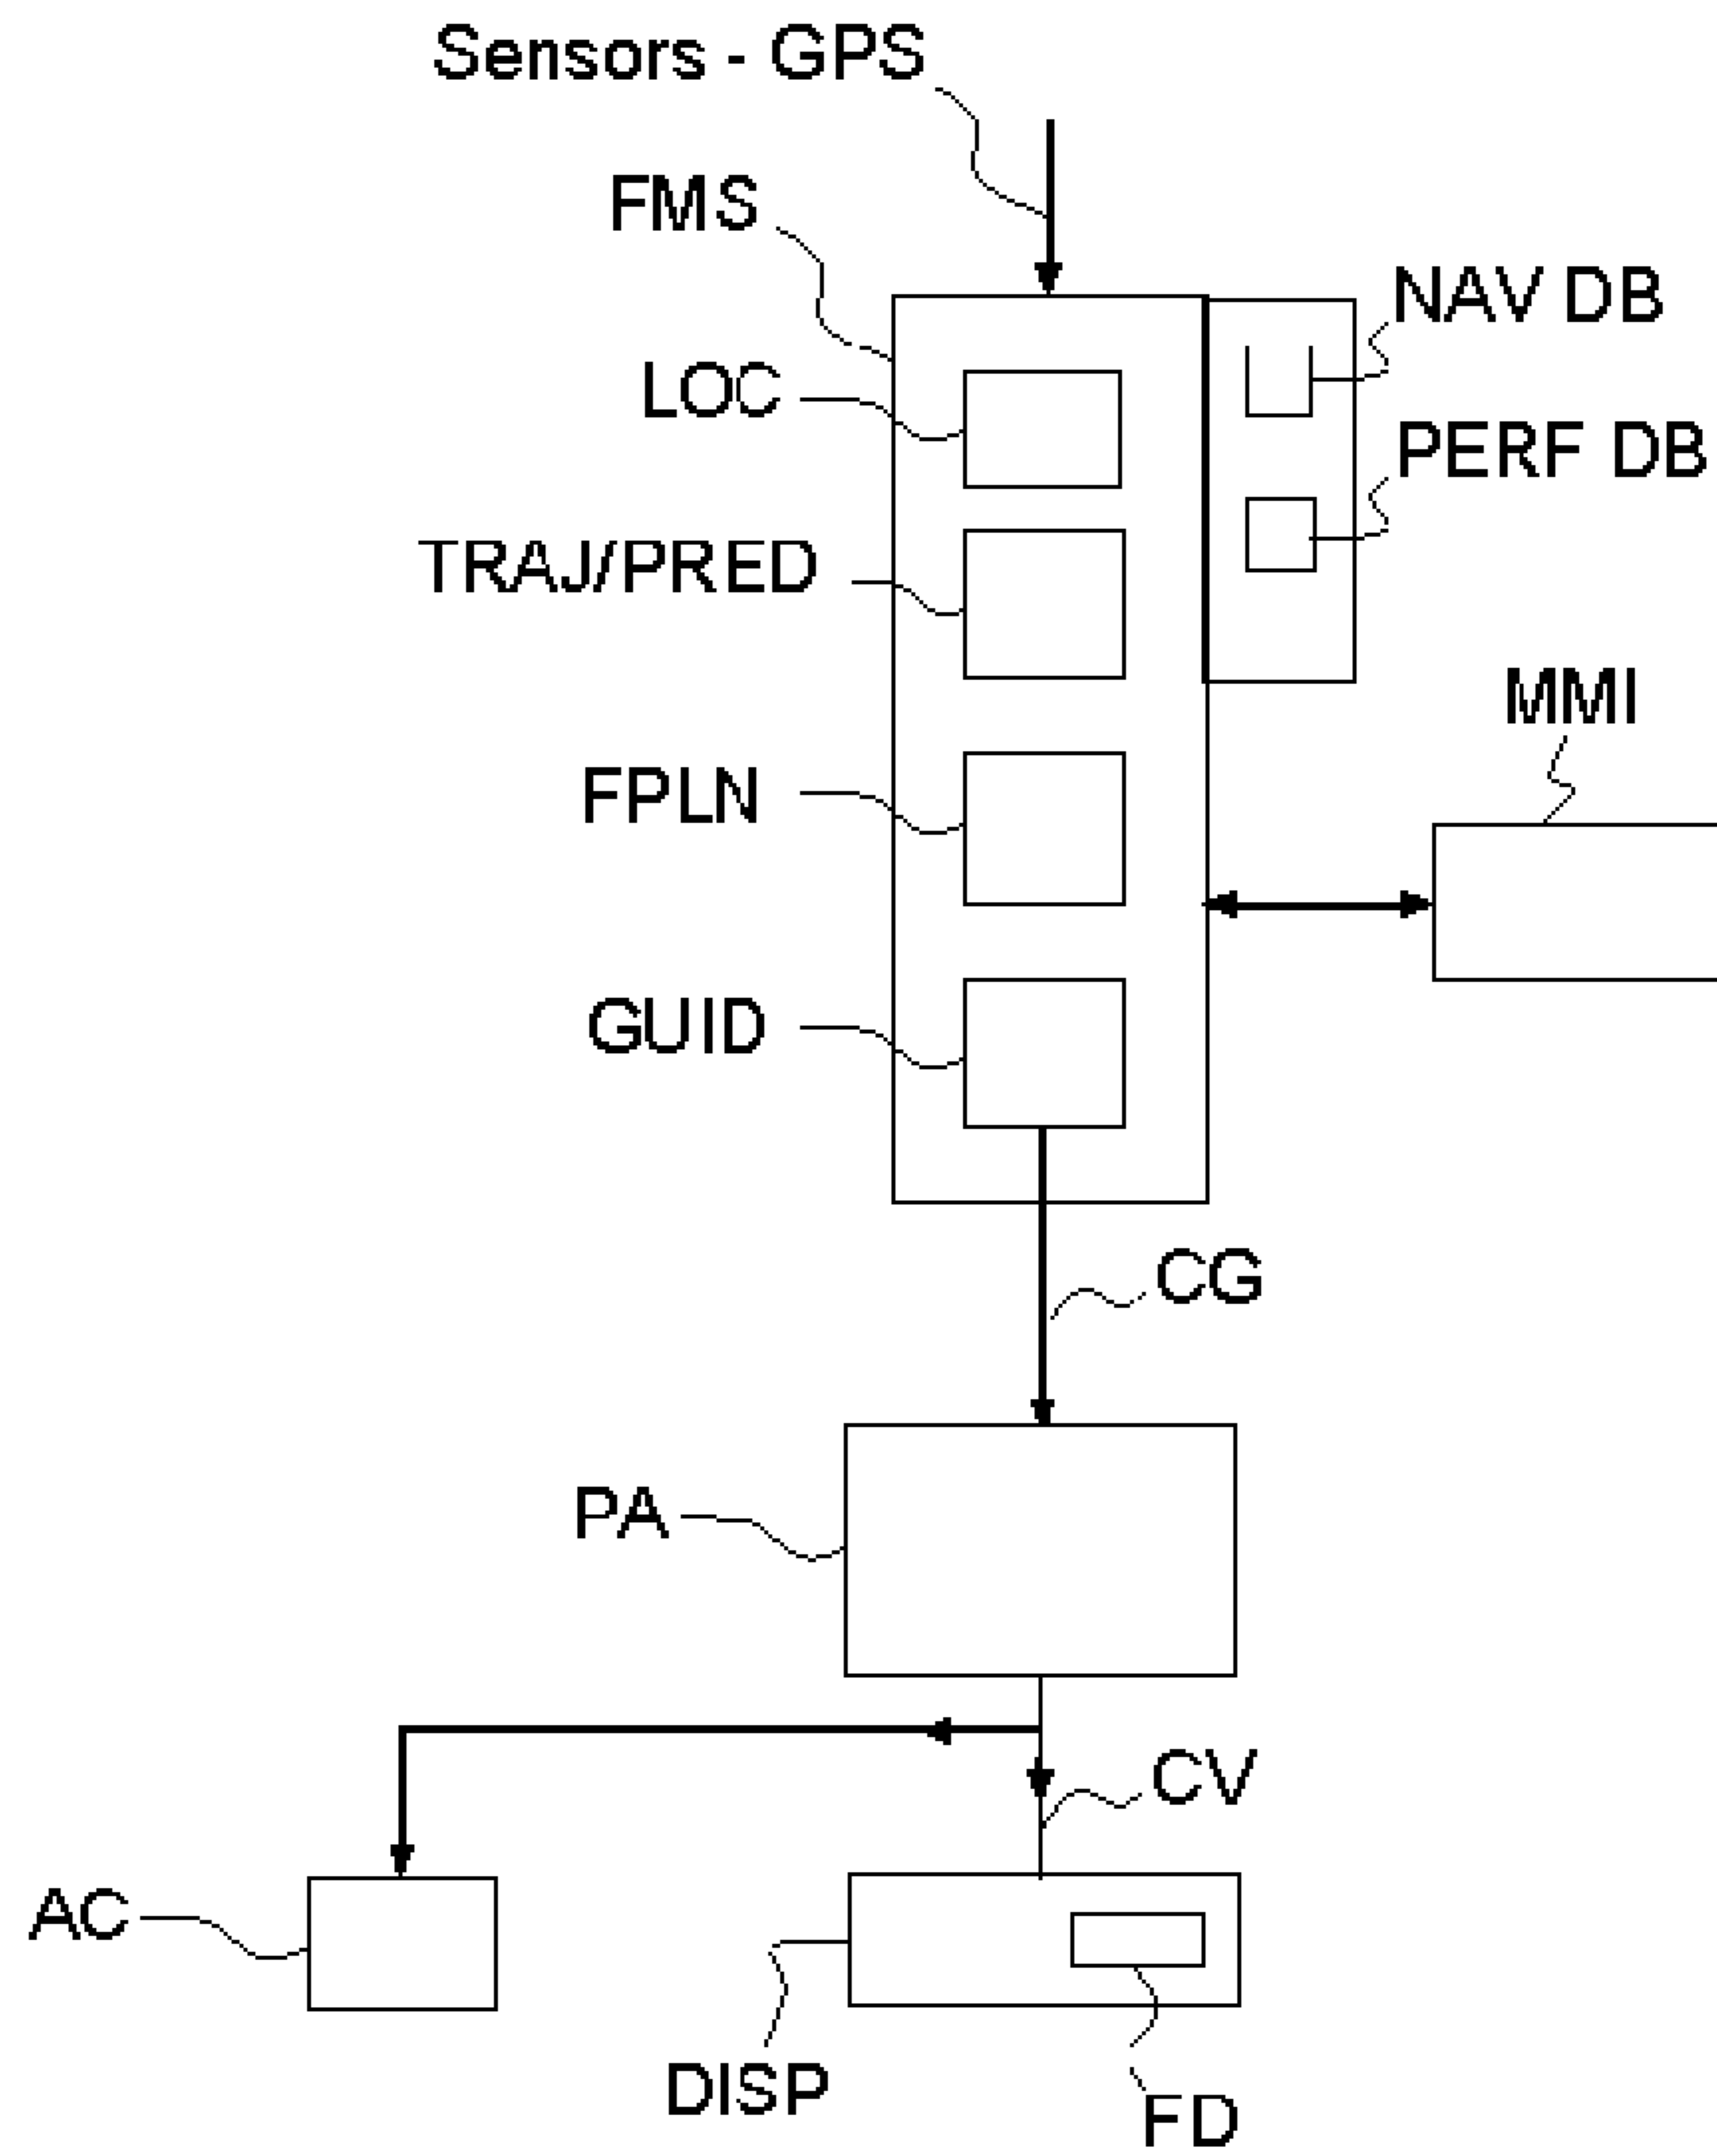 Sensors - GPS
FMS
NAV DB
LOC
PERF DB
TRAJ/PRED
MMI
FPLN
GUID
CG
PA
CV
AC
DISP
FD